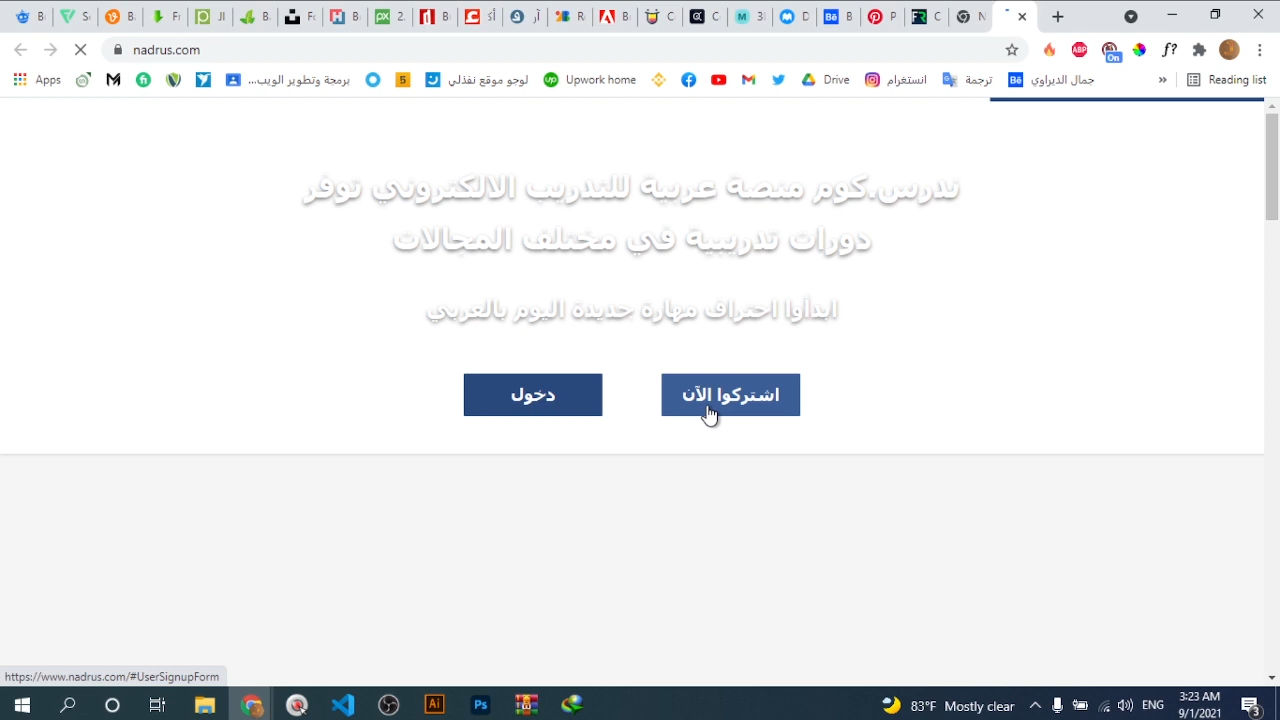 nadrus.com
Apps
برمجة وتطوير الويب...
لوجو موقع نفذلي
Upwork home
Drive
انستغرام
ترجمة
جمال الديراوي
Reading list
ندرس.كوم منصة عربية للتدريب الالكتروني توفر
دورات تدريبية في مختلف المجالات
ابدأوا احتراف مهارة جديدة اليوم بالعربي
اشتركوا الآن
دخول
https://www.nadrus.com/#UserSignupForm
83°F Mostly clear
ENG
3:23 AM
9/1/2021